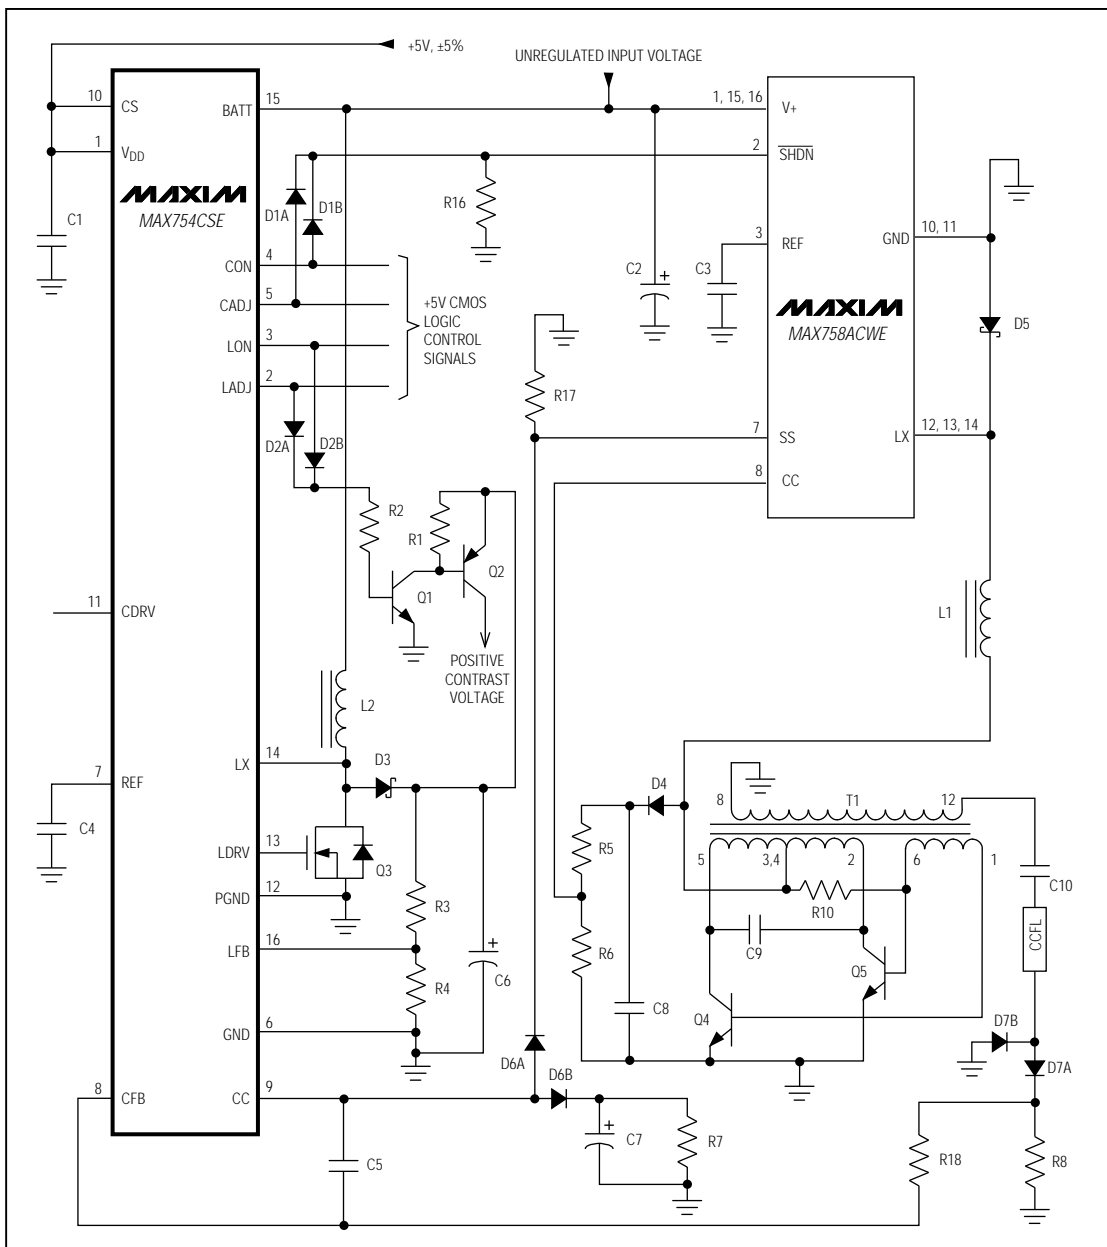 +5V, ±5%
UNREGULATED INPUT VOLTAGE
10
CS
BATT
15
1, 15, 16
V+
1
VDD
2
SHDN
MAXIM
MAX754CSE
C1
D1A
D1B
R16
3
REF
GND
10, 11
CON
4
C2
+
C3
CADJ
5
+5V CMOS
LOGIC
CONTROL
SIGNALS
MAXIM
MAX758ACWE
D5
LON
3
LADJ
2
R17
D2A
D2B
7
SS
LX
12, 13, 14
8
CC
R2
R1
Q2
Q1
11
CDRV
L1
POSITIVE
CONTRAST
VOLTAGE
L2
LX
14
D3
7
REF
D4
8
T1
12
C4
LDRV
13
Q3
R5
5
3,4
2
6
1
PGND
12
R3
R10
C10
LFB
16
+
C6
R6
C9
CCFL
R4
Q5
C8
Q4
GND
6
D7B
D6A
D7A
8
CFB
CC
9
D6B
+
C7
R7
C5
R18
R8